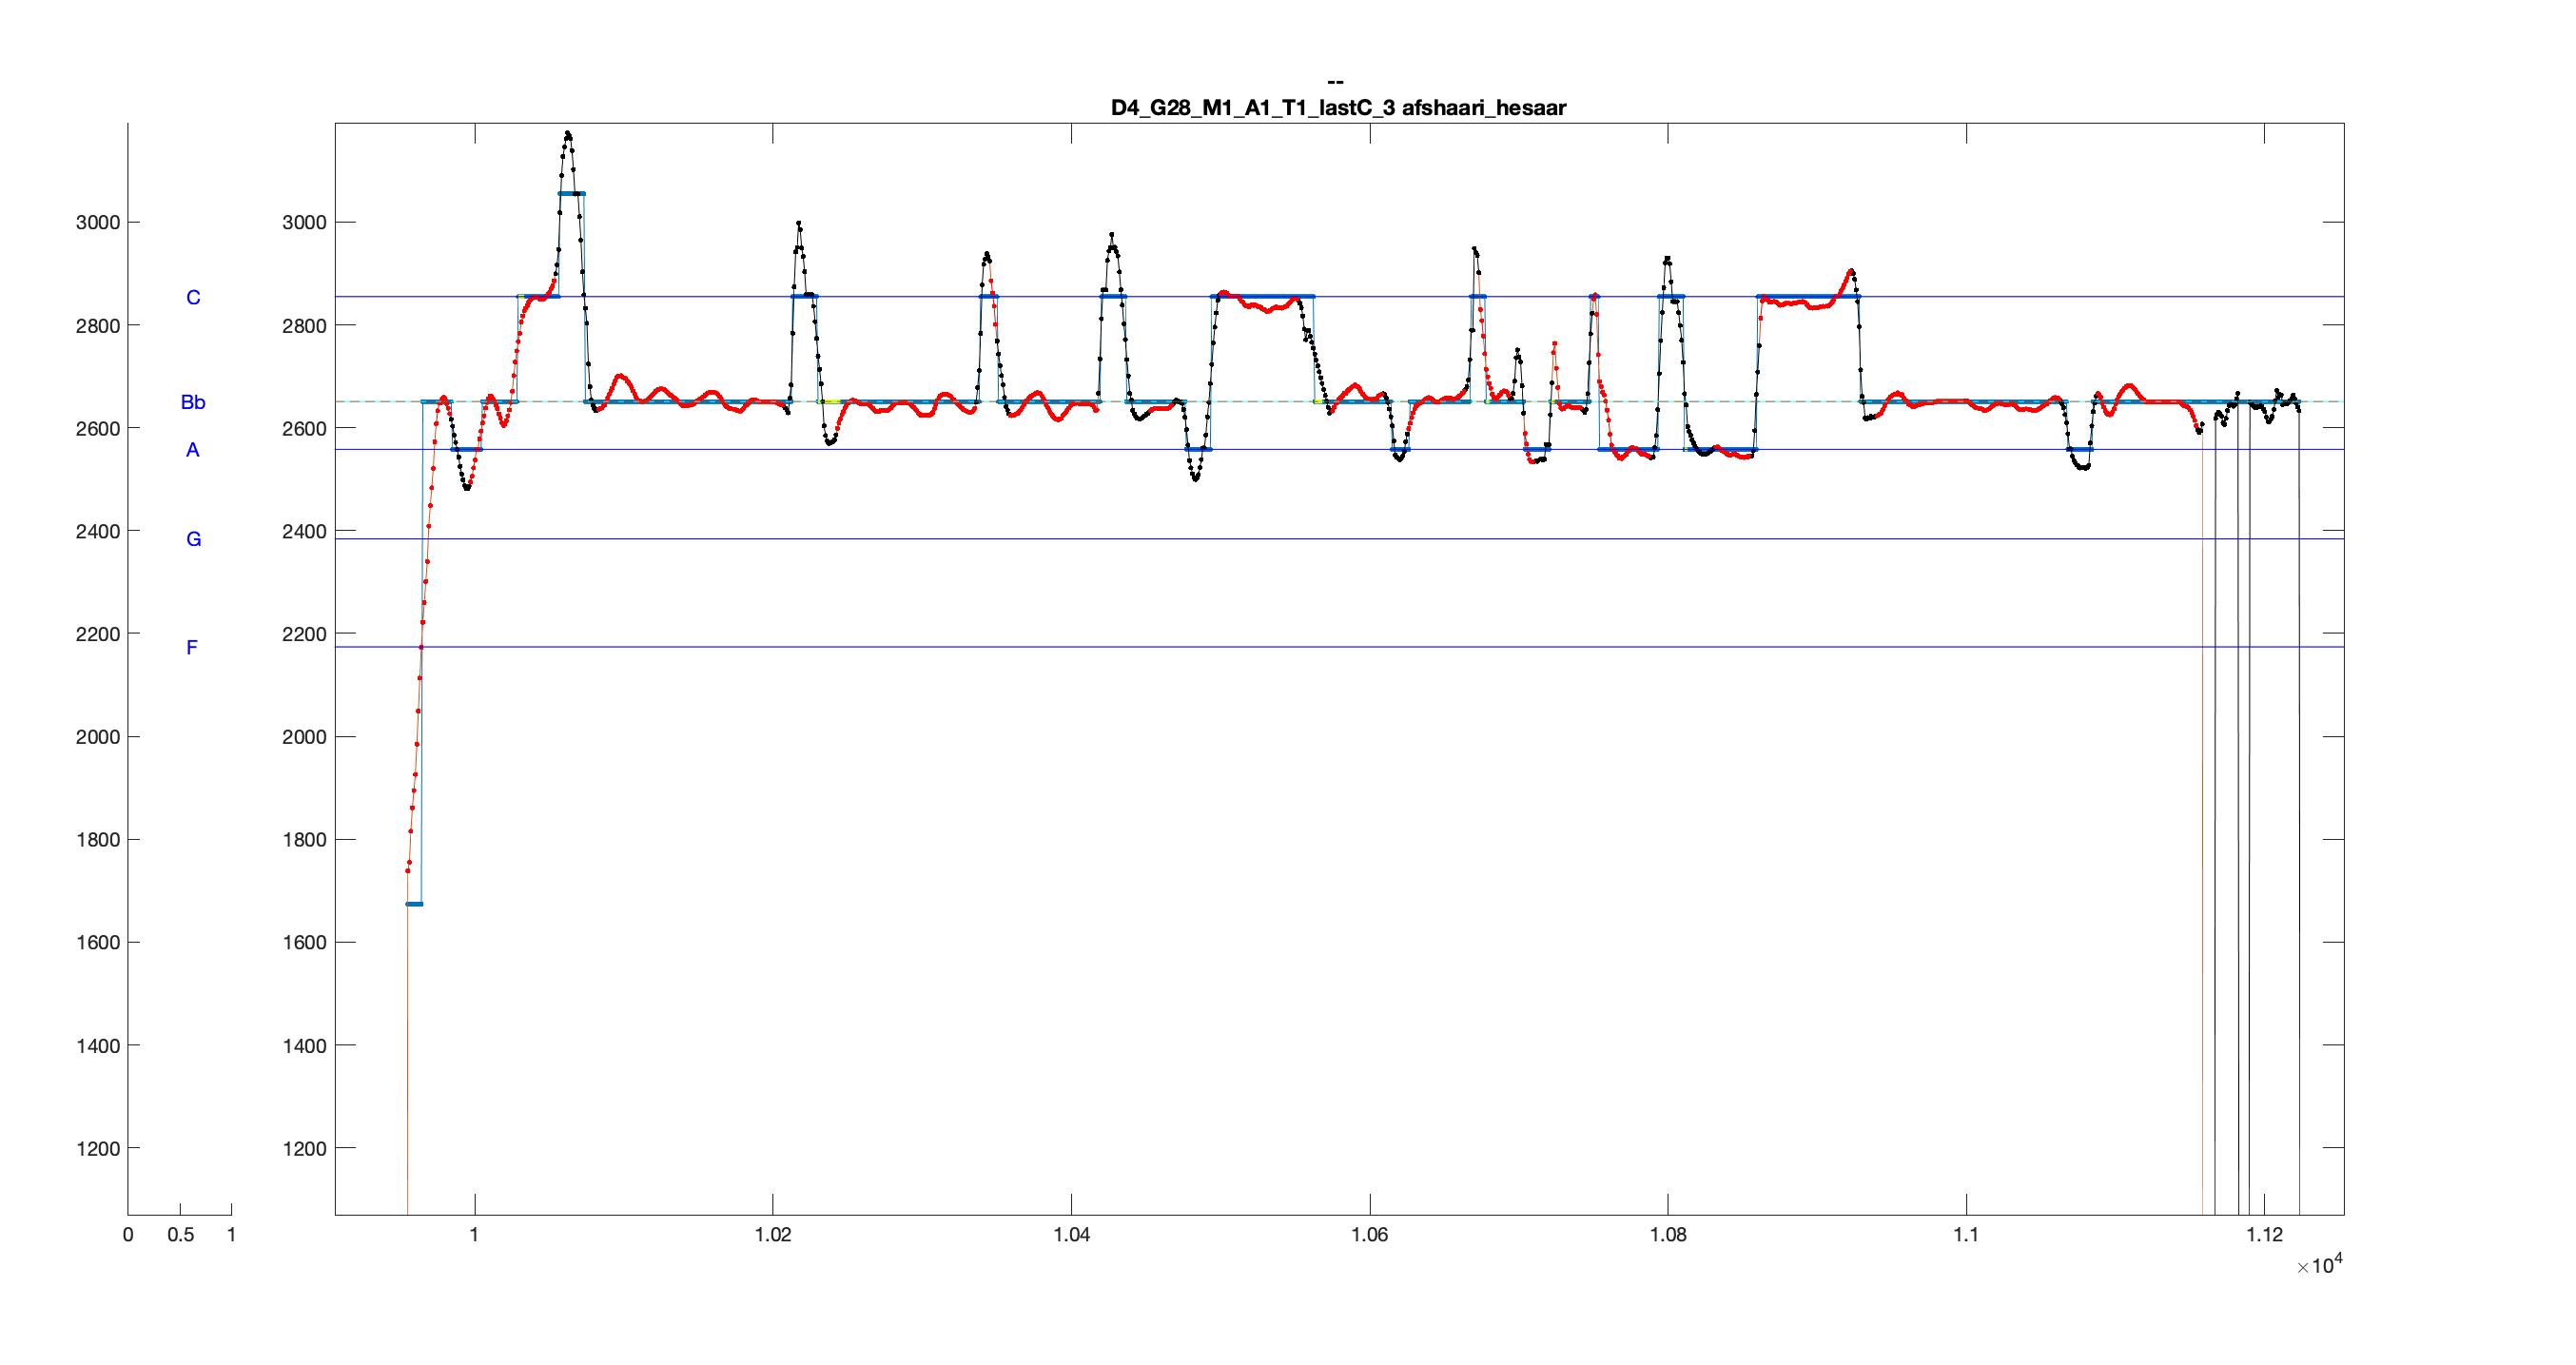 --
D4_G28_M1_A1_T1_lastC_3 afshaari_hesaar
3000 3000
C
2800 2800
Bb
2600 2600
A
2400 2400
G
2200 2200
F
2000 2000
1800 1800
1600 1600
1400 1400
1200 1200
0 0.5 1 1 1.02 1.04 1.06 1.08 1.1 1.12
×10⁴